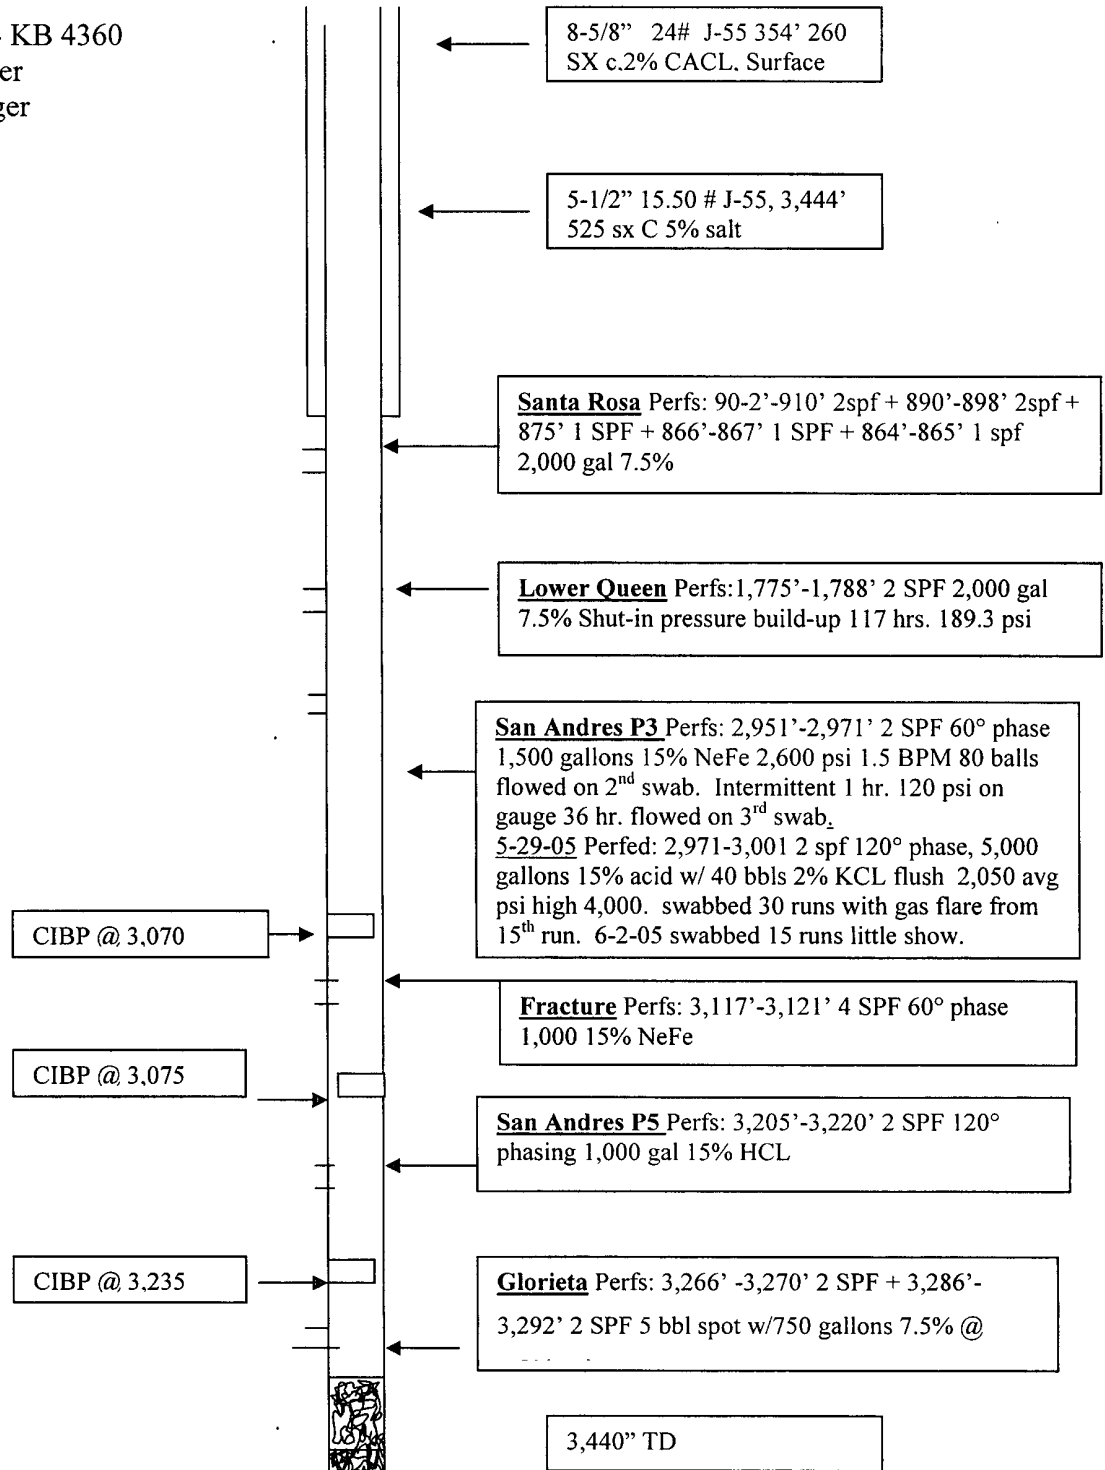 KB 4360
8-5/8” 24# J-55 354’ 260
SX c.2% CACL. Surface
5-1/2” 15.50 # J-55, 3,444’
525 sx C 5% salt
Santa Rosa Perfs: 90-2’-910’ 2spf + 890’-898’ 2spf +
875’ 1 SPF + 866’-867’ 1 SPF + 864’-865’ 1 spf
2,000 gal 7.5%
Lower Queen Perfs:1,775’-1,788’ 2 SPF 2,000 gal
7.5% Shut-in pressure build-up 117 hrs. 189.3 psi
San Andres P3 Perfs: 2,951’-2,971’ 2 SPF 60° phase
1,500 gallons 15% NeFe 2,600 psi 1.5 BPM 80 balls
flowed on 2nd swab. Intermittent 1 hr. 120 psi on
gauge 36 hr. flowed on 3rd swab.
5-29-05 Perfed: 2,971-3,001 2 spf 120° phase, 5,000
gallons 15% acid w/ 40 bbls 2% KCL flush 2,050 avg
psi high 4,000. swabbed 30 runs with gas flare from
15th run. 6-2-05 swabbed 15 runs little show.
CIBP @ 3,070
Fracture Perfs: 3,117’-3,121’ 4 SPF 60° phase
1,000 15% NeFe
CIBP @ 3,075
San Andres P5 Perfs: 3,205’-3,220’ 2 SPF 120°
phasing 1,000 gal 15% HCL
CIBP @ 3,235
Glorieta Perfs: 3,266’ -3,270’ 2 SPF + 3,286’-
3,292’ 2 SPF 5 bbl spot w/750 gallons 7.5% @
3,440” TD